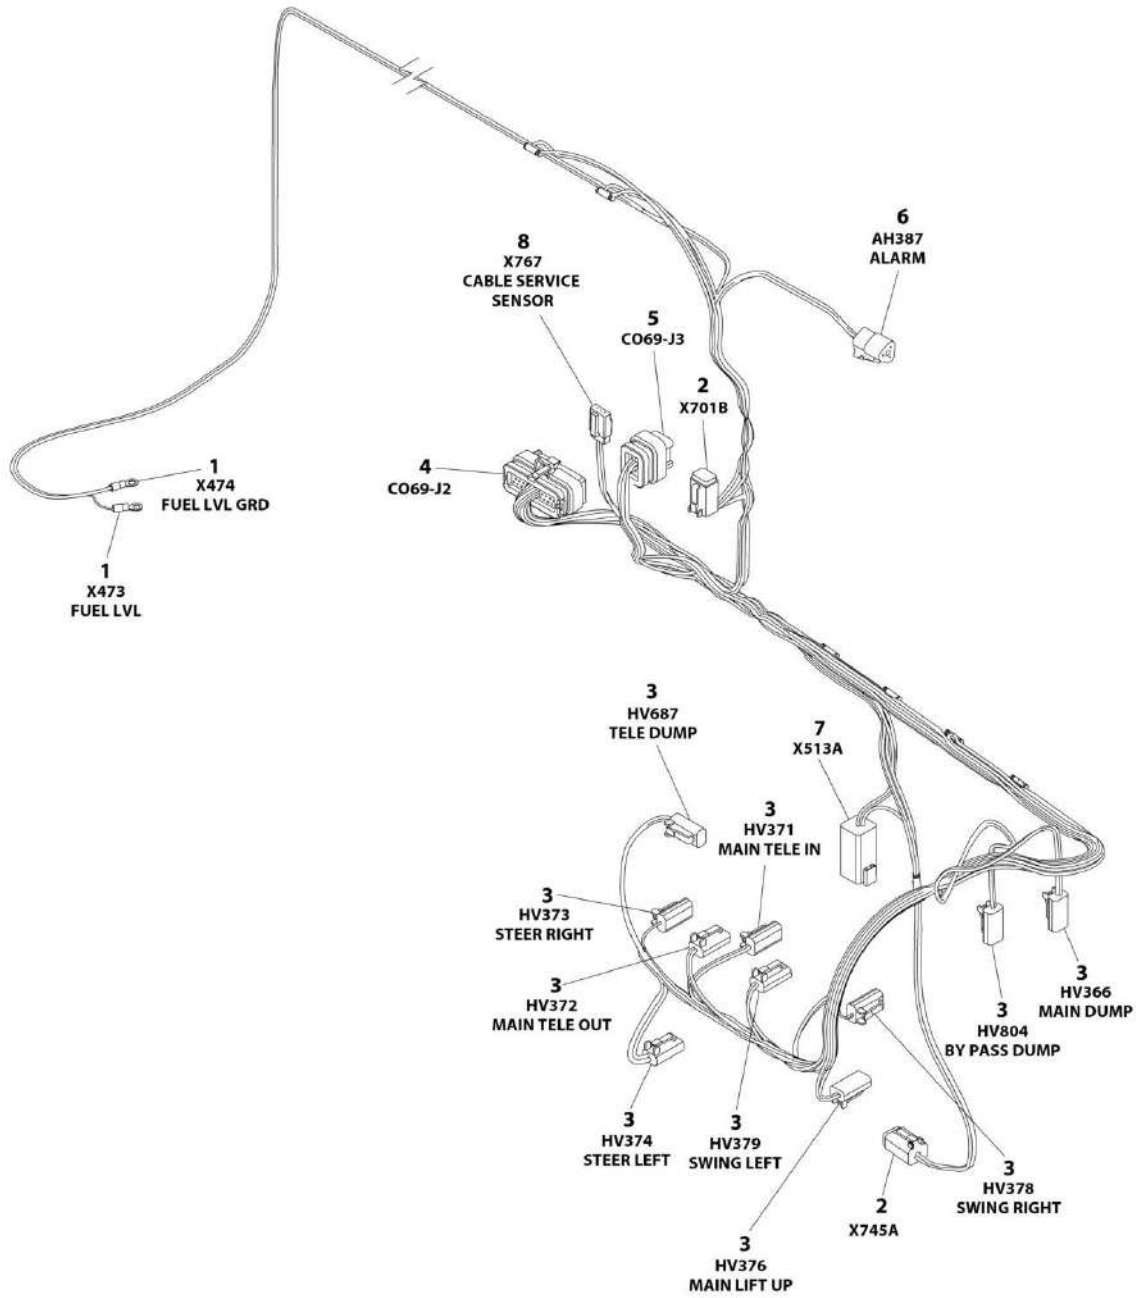 6
AH387
ALARM
8
X767
CABLE SERVICE
SENSOR
5
CO69-J3
2
X701B
4
CO69-J2
1
X474
FUEL LVL GRD
1
X473
FUEL LVL
3
HV687
TELE DUMP
7
X513A
3
HV371
MAIN TELE IN
3
HV373
STEER RIGHT
3
HV372
MAIN TELE OUT
3
HV366
MAIN DUMP
3
HV804
BY PASS DUMP
3
HV374
STEER LEFT
3
HV379
SWING LEFT
3
HV378
SWING RIGHT
2
X745A
3
HV376
MAIN LIFT UP